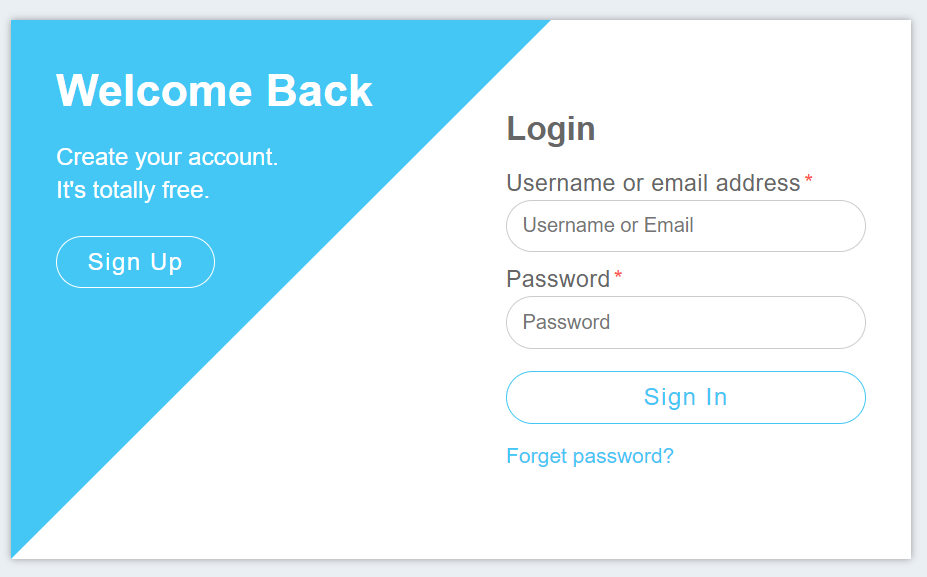 Welcome Back
Create your account.
It's totally free.
Sign Up
Login
Username or email address *
Username or Email
Password *
Password
Sign In
Forget password?